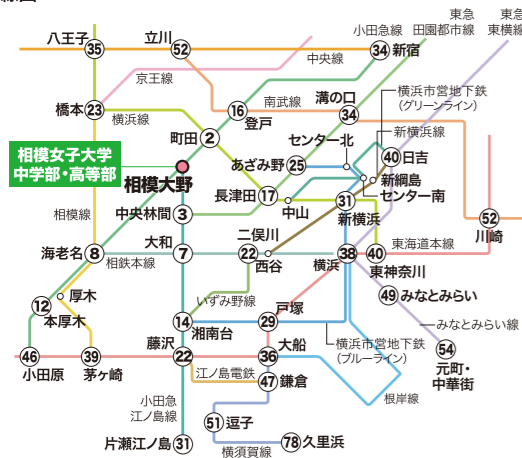 線図
東急
田園都市線
東急
東横線
小田急線
八王子
35
立川
52
34
新宿
中央線
京王線
橋本
23
横浜線
16
登戸
南武線
溝の口
34
横浜市営地下鉄
(グリーンライン)
町田
2
センター北
新横浜線
相模女子大学
中学部・高等部
相模大野
あざみ野
25
40
日吉
新綱島
センター南
長津田
17
中山
31
新横浜
中央林間
3
相模線
52
川崎
海老名
8
相鉄本線
大和
7
二俣川
22
西谷
横浜
38
40
東神奈川
東海道本線
厚木
12
本厚木
いずみ野線
49
みなとみらい
14
湘南台
戸塚
29
横浜市営地下鉄
(ブルーライン)
みなとみらい線
54
元町・
中華街
46
小田原
39
茅ヶ崎
藤沢
22
江ノ島電鉄
36
大船
47
鎌倉
根岸線
小田急
江ノ島線
片瀬江ノ島
31
51
逗子
横須賀線
78
久里浜